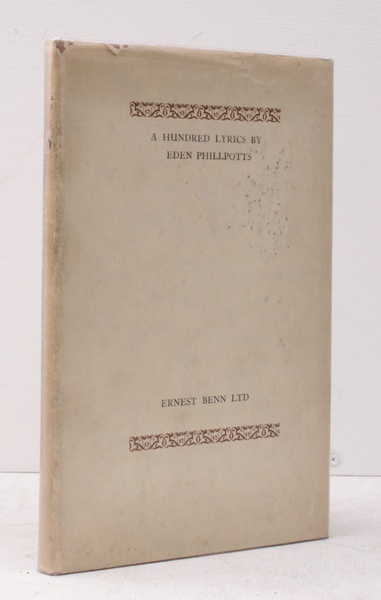 A HUNDRED LYRICS BY
EDEN PHILLPOTTS
ERNEST BENN LTD